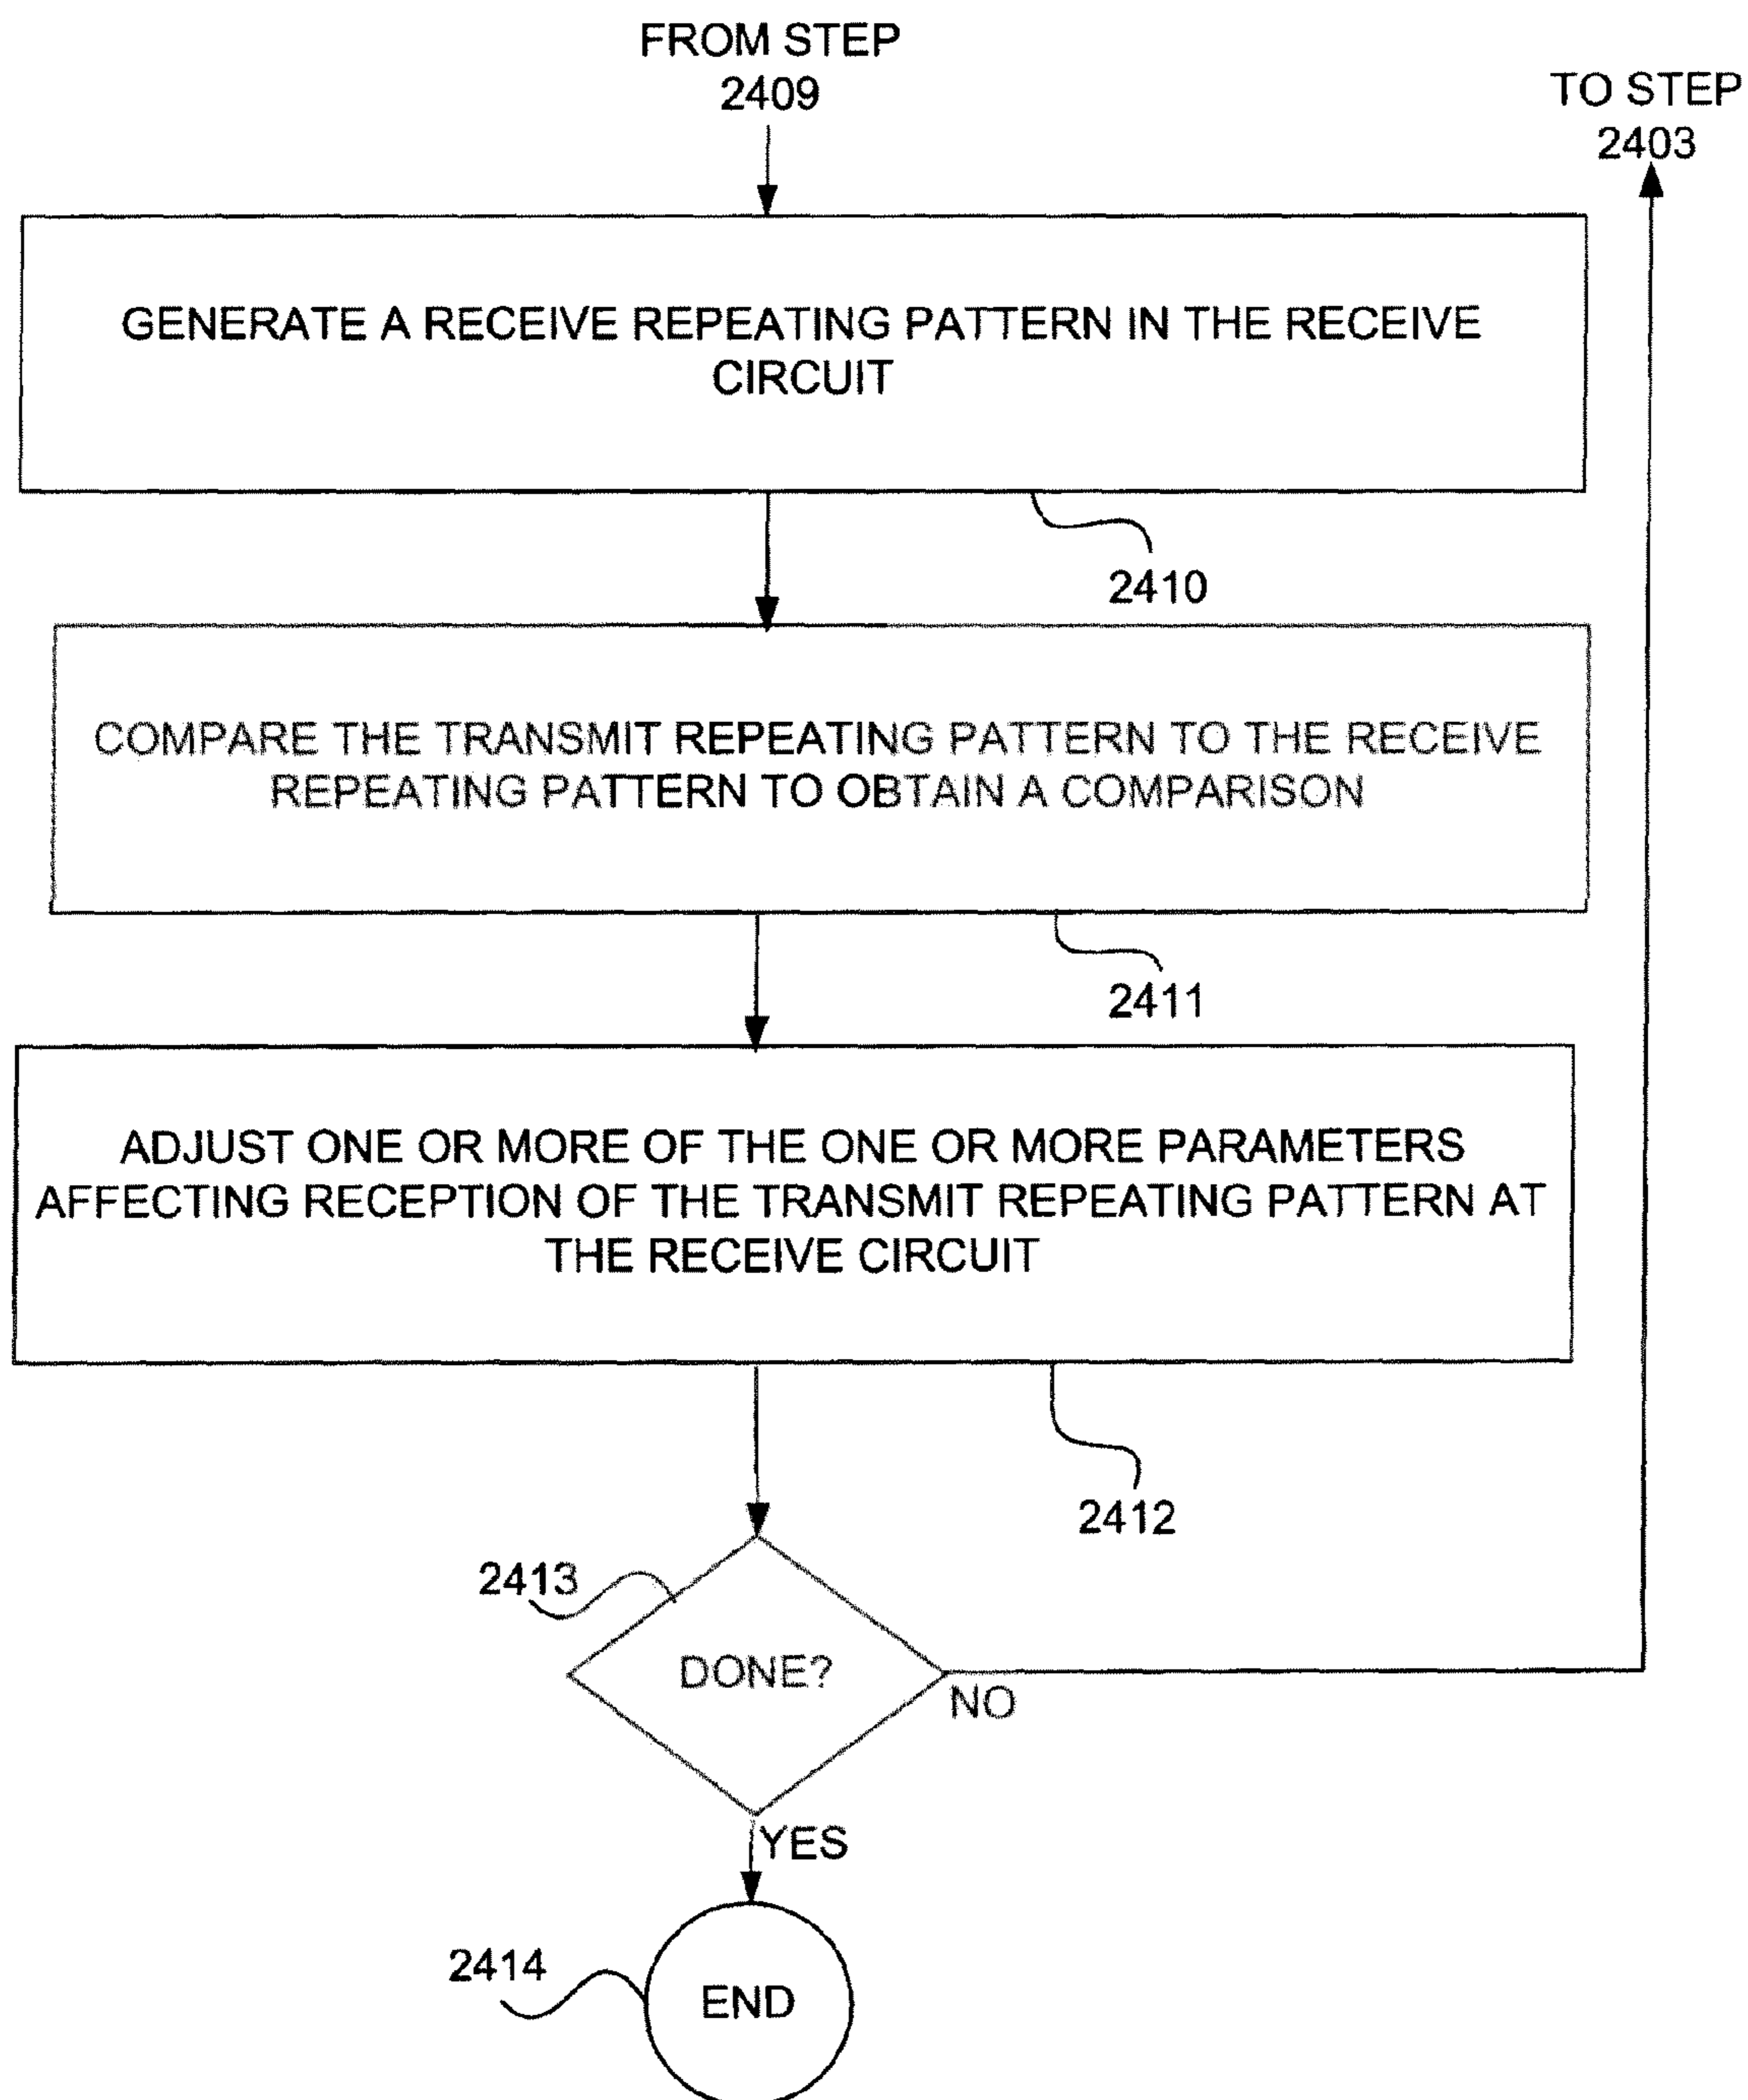 FROM STEP
2409
TO STEP
2403
GENERATE A RECEIVE REPEATING PATTERN IN THE RECEIVE
CIRCUIT
2410
COMPARE THE TRANSMIT REPEATING PATTERN TO THE RECEIVE
REPEATING PATTERN TO OBTAIN A COMPARISON
2411
ADJUST ONE OR MORE OF THE ONE OR MORE PARAMETERS
AFFECTING RECEPTION OF THE TRANSMIT REPEATING PATTERN AT
THE RECEIVE CIRCUIT
2412
2413
DONE?
NO
YES
2414
END